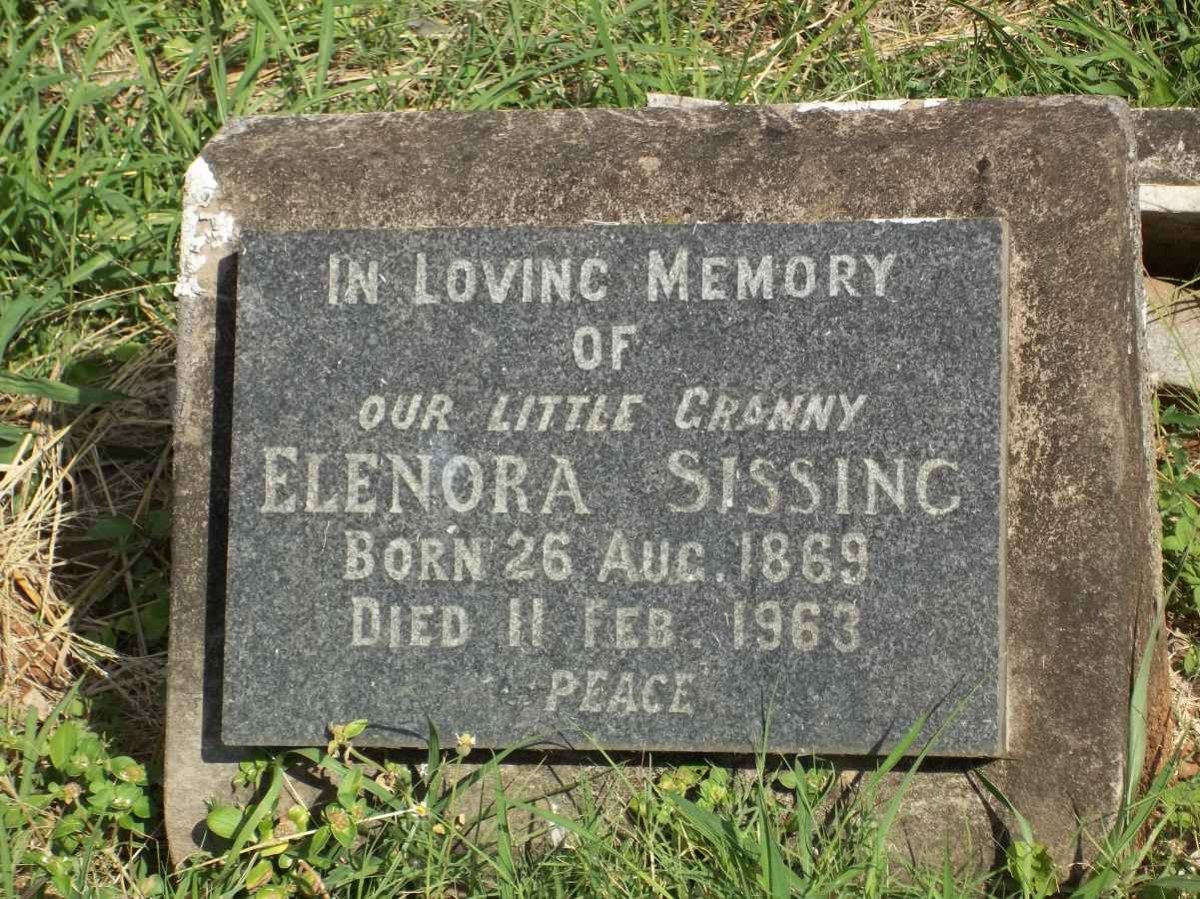 IN LOVING MEMORY
OF
OUR LITTLE GRANNY
ELENORA SISSING
BORN 26 AUG. 1869
DIED 11 FEB. 1963
PEACE